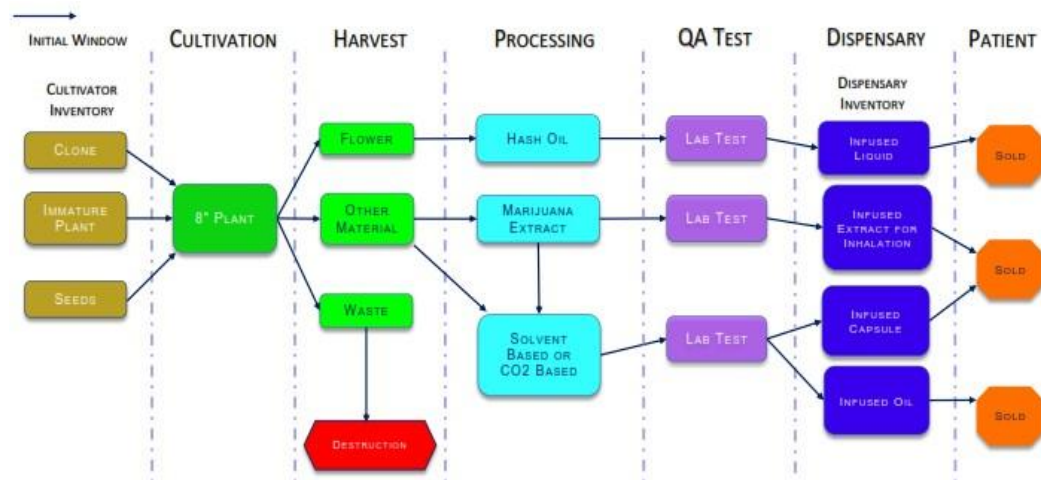 INITIAL WINDOW
CULTIVATION
HARVEST
PROCESSING
QA TEST
DISPENSARY
PATIENT
CULTIVATOR
INVENTORY
DISPENSARY
INVENTORY
CLONE
IMMATURE
PLANT
SEEDS
8" PLANT
FLOWER
OTHER
MATERIAL
WASTE
DESTRUCTION
HASH OIL
MARIJUANA
EXTRACT
SOLVENT
BASED OR
CO2 BASED
LAB TEST
LAB TEST
LAB TEST
INFUSED
LIQUID
INFUSED
EXTRACT FOR
INHALATION
INFUSED
CAPSULE
INFUSED OIL
SOLD
SOLD
SOLD